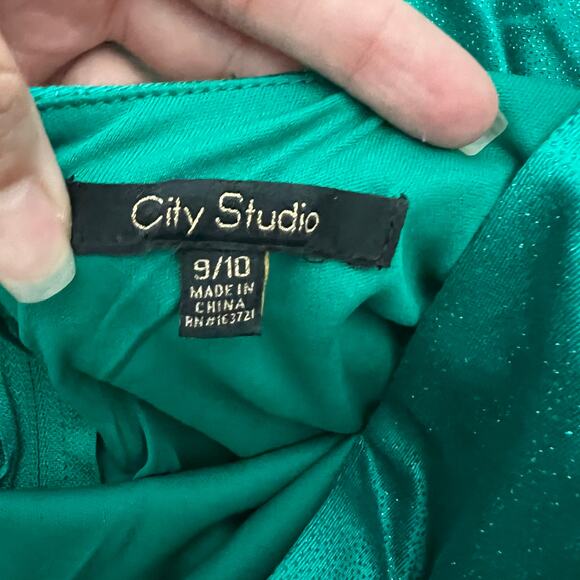 City Studio
9/10
MADE IN
CHINA
RN#163721